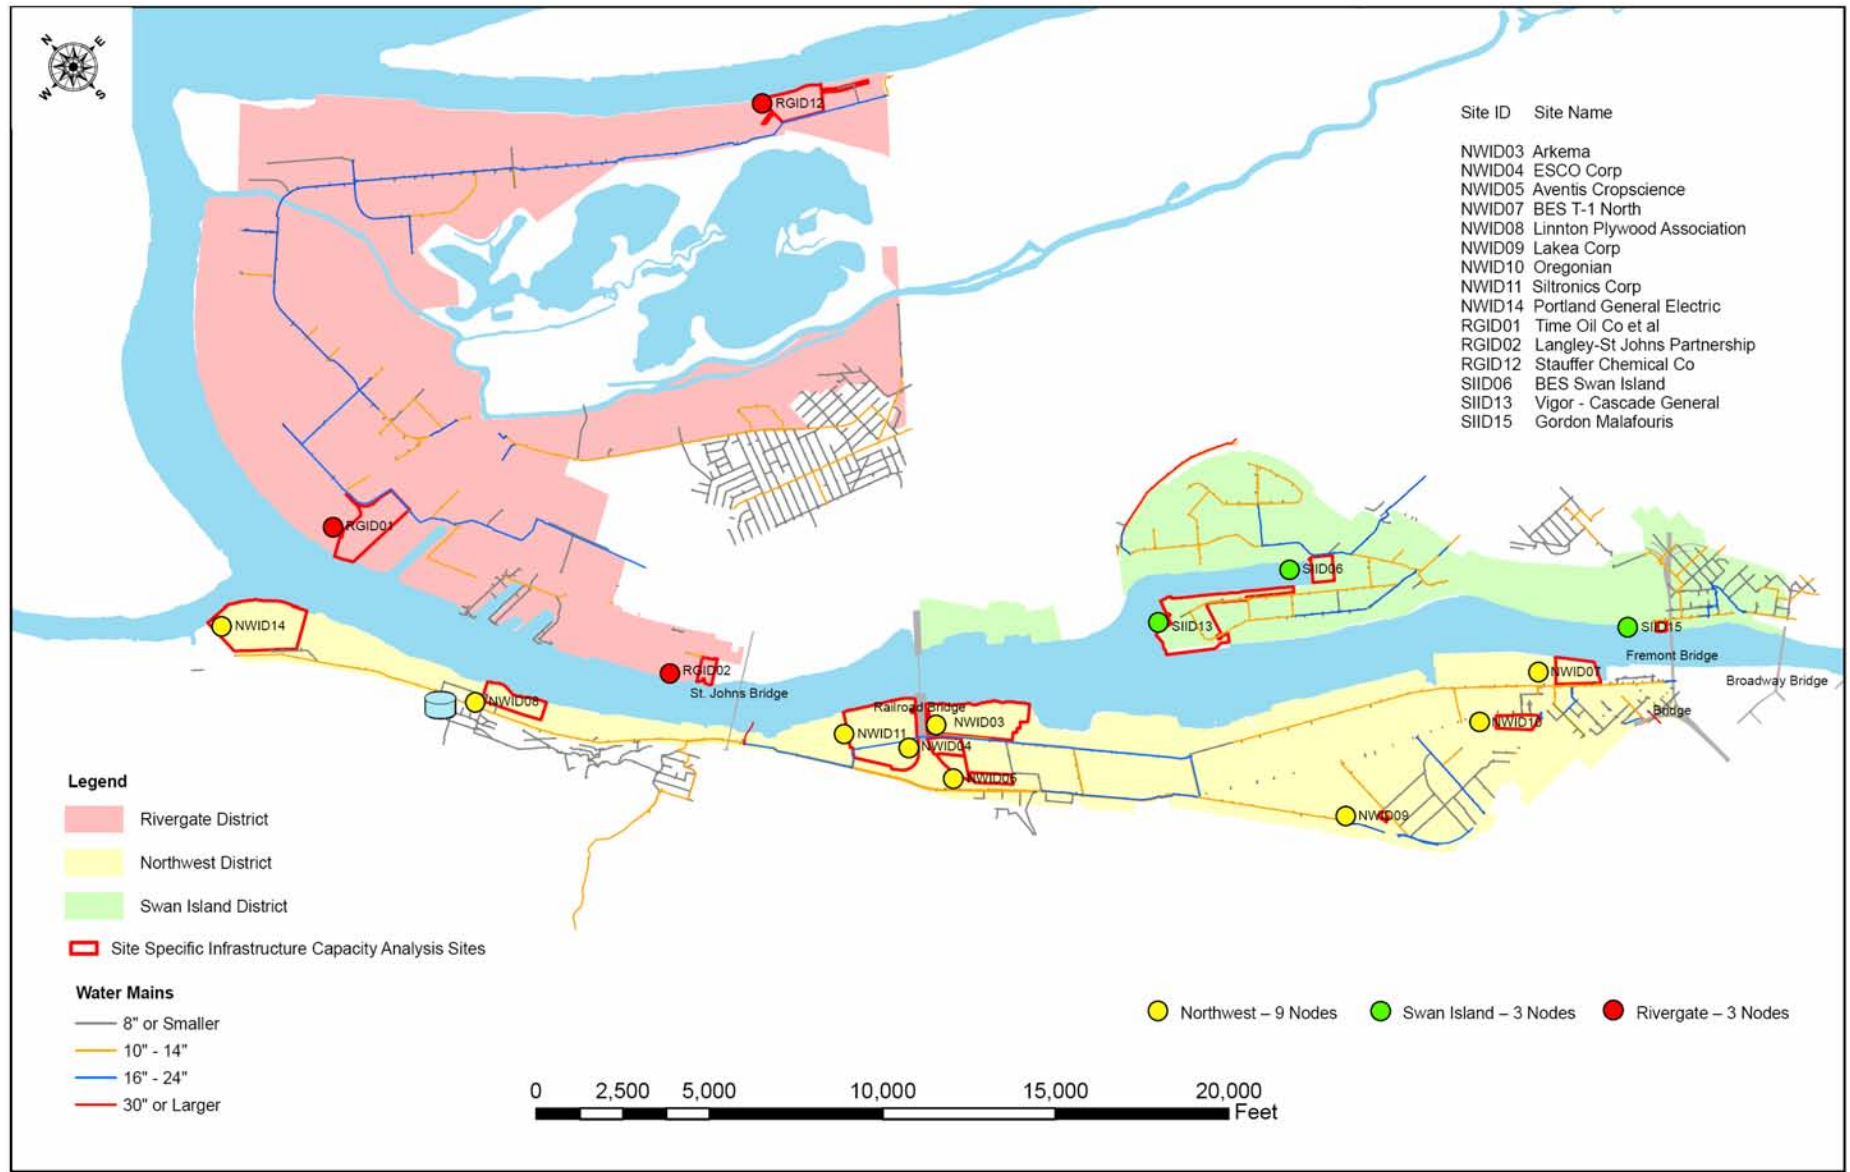 N
E
W
S
RGID12
Site ID Site Name
NWID03 Arkema
NWID04 ESCO Corp
NWID05 Aventis Cropscience
NWID07 BES T-1 North
NWID08 Linnton Plywood Association
NWID09 Lakea Corp
NWID10 Oregonian
NWID11 Siltronics Corp
NWID14 Portland General Electric
RGID01 Time Oil Co et al
RGID02 Langley-St Johns Partnership
RGID12 Stauffer Chemical Co
SIID06 BES Swan Island
SIID13 Vigor - Cascade General
SIID15 Gordon Malafouris
RGID01
SIID06
NWID14
SIID13
SIID15
Fremont Bridge
RGID02
St. Johns Bridge
NWID07
Broadway Bridge
NWID08
Railroad Bridge
Bridge
NWID03
NWID10
NWID11
NWID04
NWID05
NWID09
Legend
Rivergate District
Northwest District
Swan Island District
Site Specific Infrastructure Capacity Analysis Sites
Water Mains
8" or Smaller
10" - 14"
16" - 24"
30" or Larger
Northwest – 9 Nodes
Swan Island – 3 Nodes
Rivergate – 3 Nodes
0 2,500 5,000 10,000 15,000 20,000
Feet